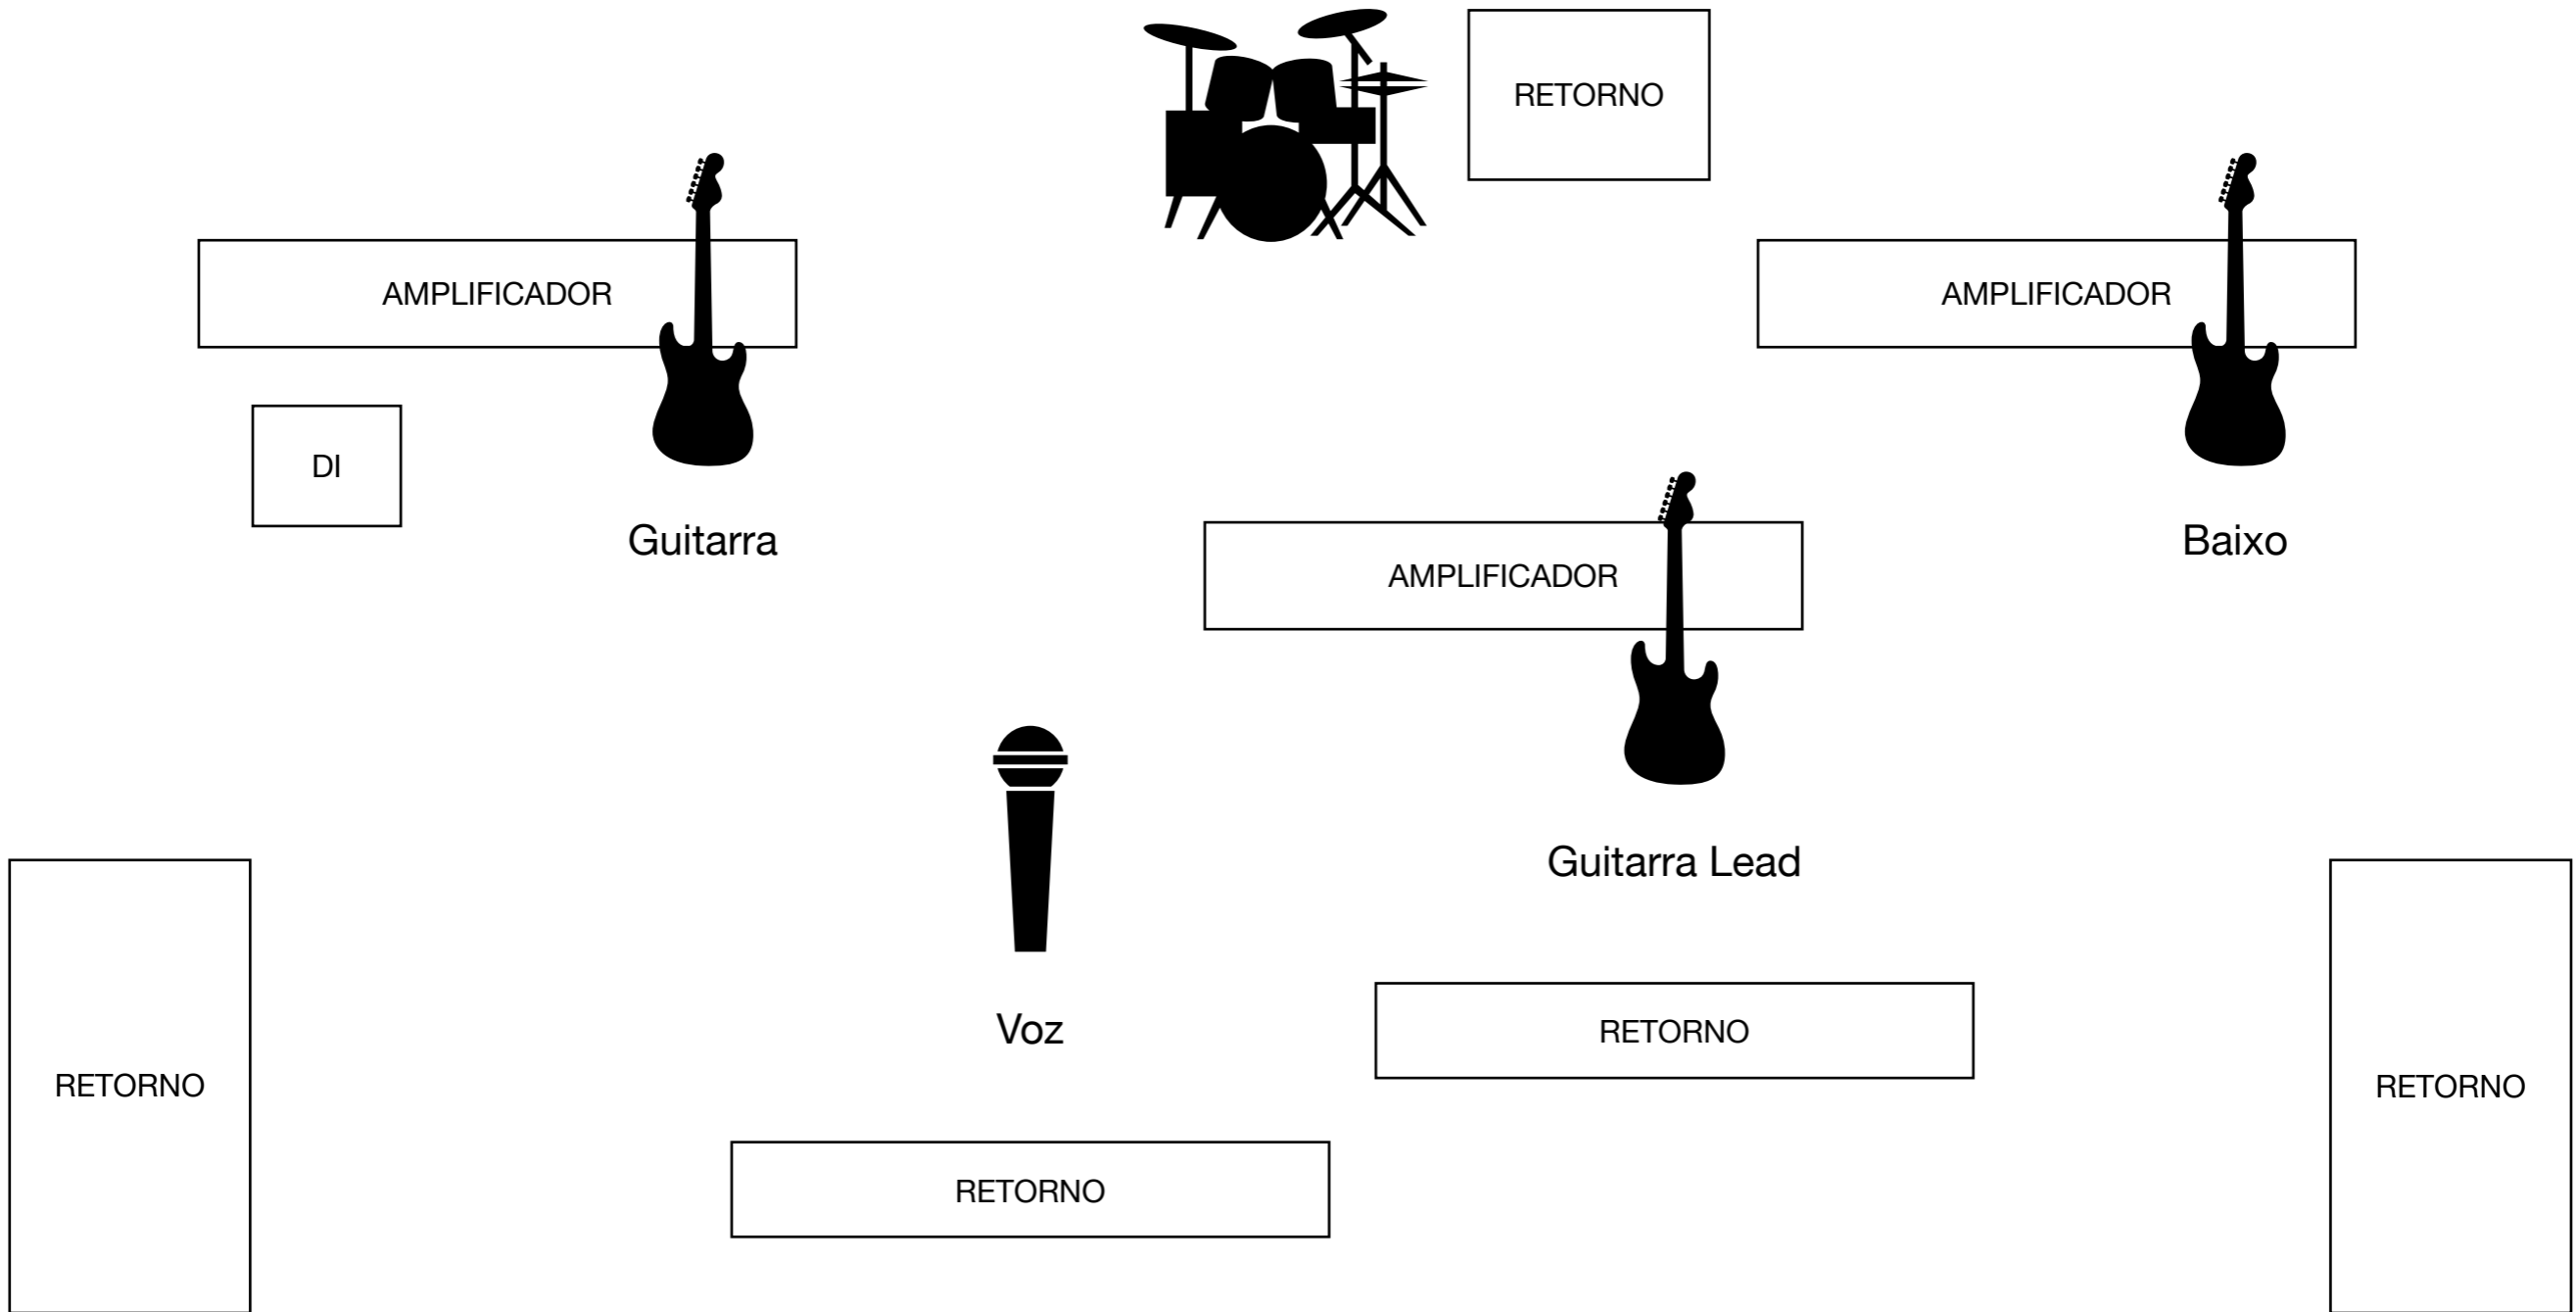 RETORNO
AMPLIFICADOR
AMPLIFICADOR
DI
Guitarra
Baixo
AMPLIFICADOR
Guitarra Lead
Voz
RETORNO
RETORNO
RETORNO
RETORNO